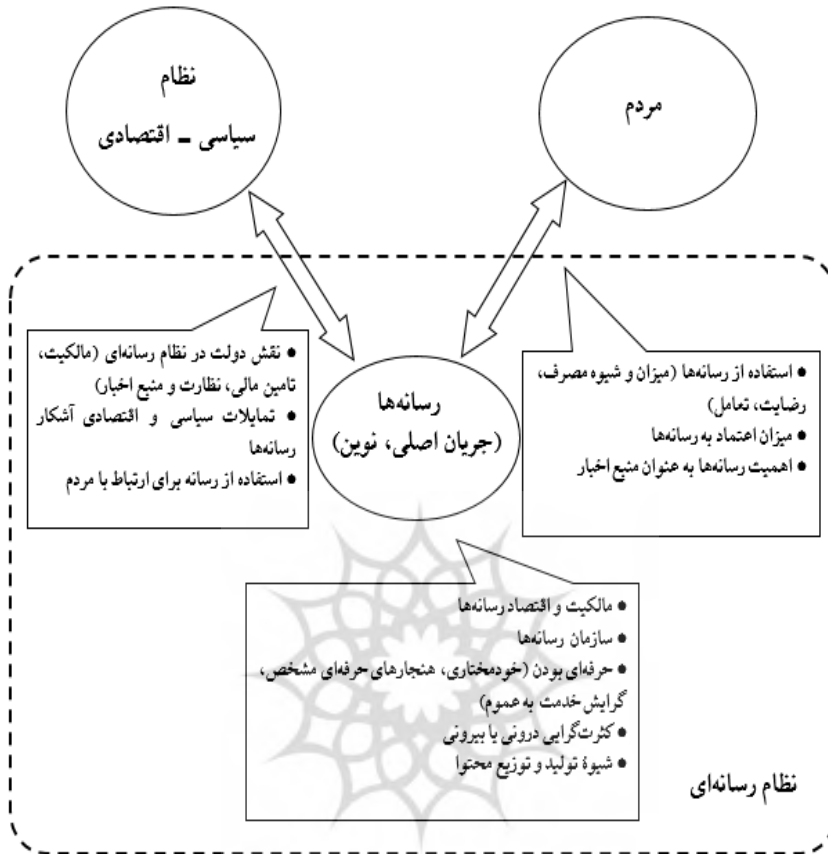 نظام
سیاسی ـ اقتصادی
مردم
● نقش دولت در نظام رسانه‌ای (مالکیت،
تامین مالی، نظارت و منبع اخبار)
● تمایلات سیاسی و اقتصادی آشکار
رسانه‌ها
● استفاده از رسانه برای ارتباط با مردم
رسانه‌ها
(جریان اصلی، نوین)
● استفاده از رسانه‌ها (میزان و شیوه مصرف،
رضایت، تعامل)
● میزان اعتماد به رسانه‌ها
● اهمیت رسانه‌ها به عنوان منبع اخبار
● مالکیت و اقتصاد رسانه‌ها
● سازمان رسانه‌ها
● حرفه‌ای بودن (خودمختاری، هنجارهای حرفه‌ای مشخص،
گرایش خدمت به عموم)
● کثرت‌گرایی درونی یا بیرونی
● شیوۀ تولید و توزیع محتوا
نظام رسانه‌ای